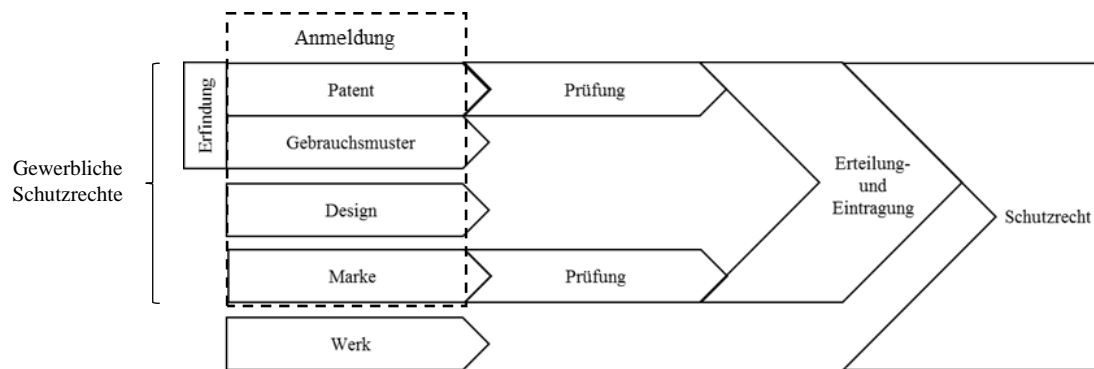 Anmeldung
Erfindung
Patent
Prüfung
Gebrauchsmuster
Gewerbliche
Schutzrechte
Erteilung-
und
Eintragung
Design
Schutzrecht
Marke
Prüfung
Werk